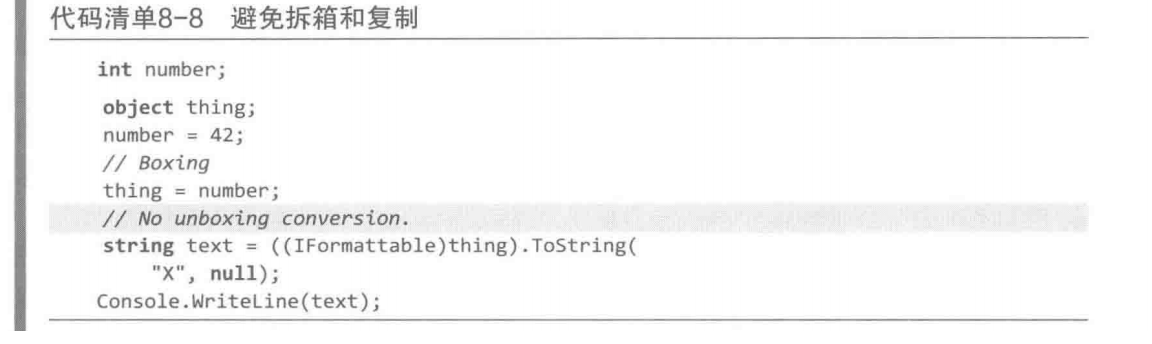 代码清单8-8 避免拆箱和复制
int number;
object thing;
number = 42;
// Boxing
thing = number;
// No unboxing conversion.
string text = ((IFormattable)thing).ToString(
"X", null);
Console.WriteLine(text);